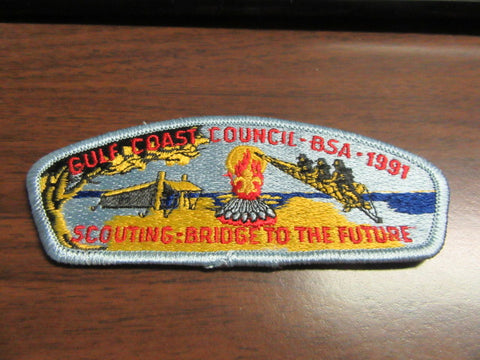 GULF COAST COUNCIL - BSA · 1991
SCOUTING: BRIDGE TO THE FUTURE